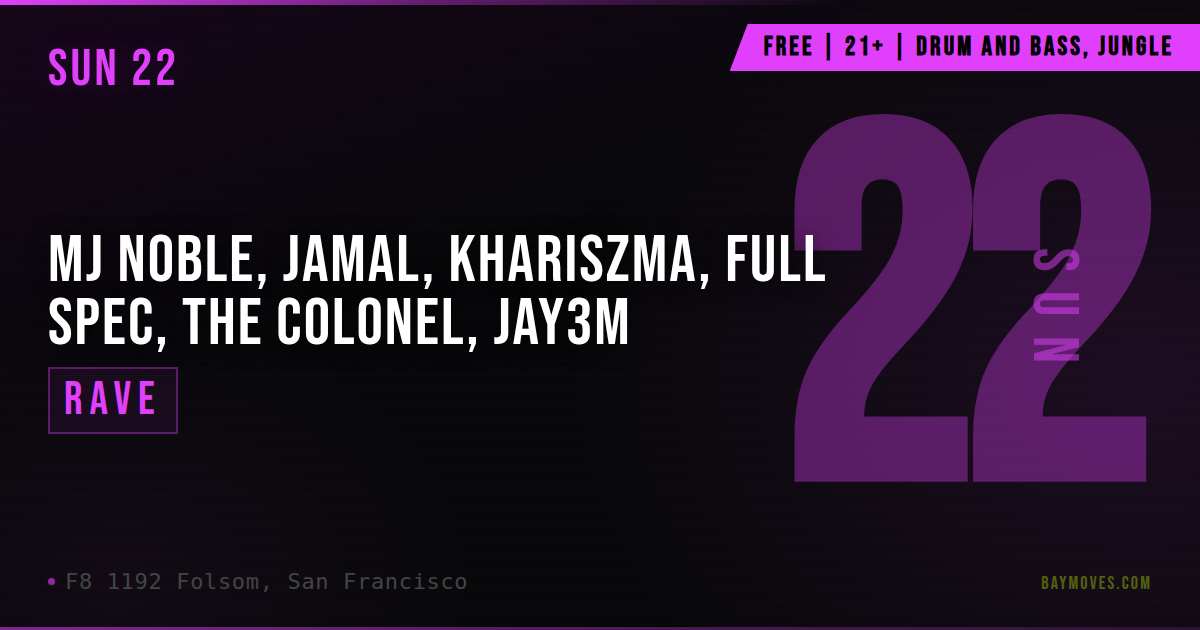 SUN 22
FREE | 21+ | DRUM AND BASS, JUNGLE
22
SUN
MJ NOBLE, JAMAL, KHARISZMA, FULL
SPEC, THE COLONEL, JAY3M
RAVE
F8 1192 Folsom, San Francisco
BAYMOVES.COM